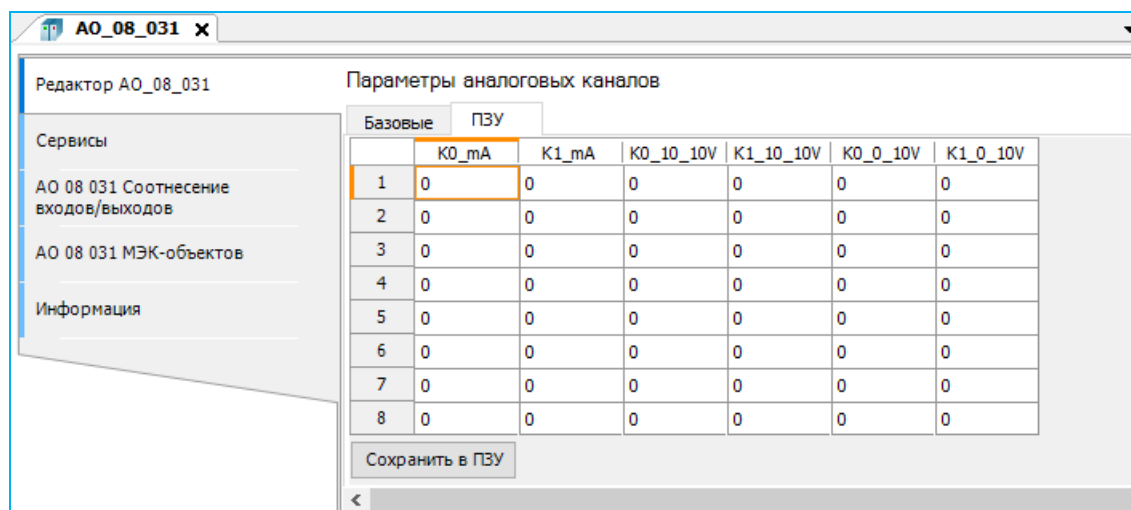 AO_08_031
Редактор AO_08_031
Параметры аналоговых каналов
Базовые ПЗУ
Сервисы
AO 08 031 Соотнесение
входов/выходов
AO 08 031 МЭК-объектов
Информация
K0_mA K1_mA K0_10_10V K1_10_10V K0_0_10V K1_0_10V
1 0 0 0 0 0 0
2 0 0 0 0 0 0
3 0 0 0 0 0 0
4 0 0 0 0 0 0
5 0 0 0 0 0 0
6 0 0 0 0 0 0
7 0 0 0 0 0 0
8 0 0 0 0 0 0
Сохранить в ПЗУ